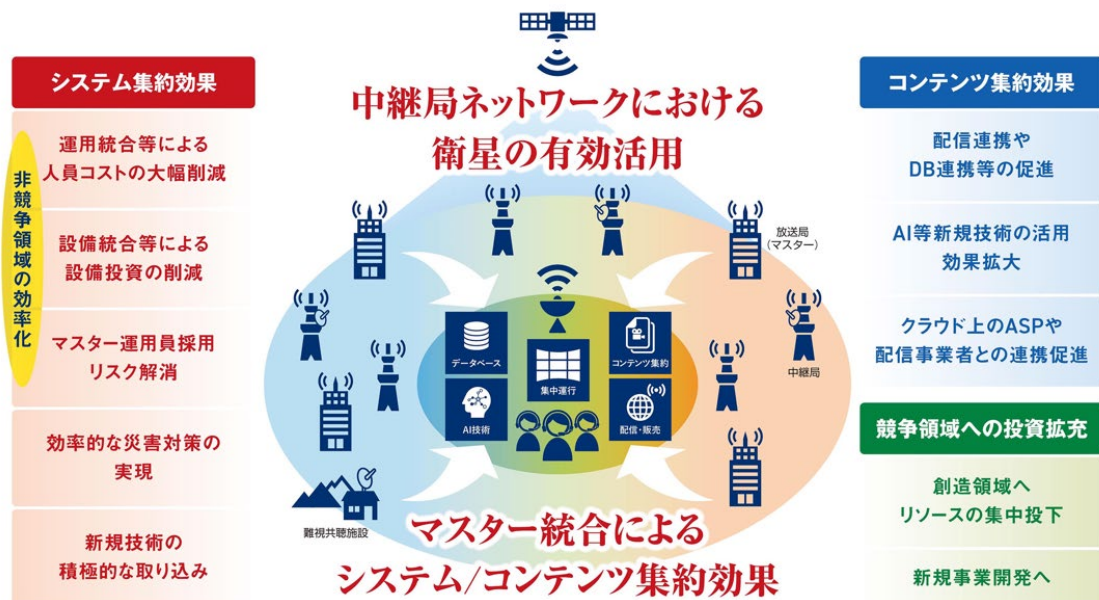 中継局ネットワークにおける
衛星の有効活用
システム集約効果
非競争領域の効率化
運用統合等による
人員コストの大幅削減
設備統合等による
設備投資の削減
マスター運用員採用
リスク解消
効率的な災害対策の
実現
新規技術の
積極的な取り込み
放送局
(マスター)
中継局
データベース
AI技術
集中運行
コンテンツ集約
配信・販売
難視共聴施設
マスター統合による
システム/コンテンツ集約効果
コンテンツ集約効果
配信連携や
DB連携等の促進
AI等新規技術の活用
効果拡大
クラウド上のASPや
配信事業者との連携促進
競争領域への投資拡充
創造領域へ
リソースの集中投下
新規事業開発へ